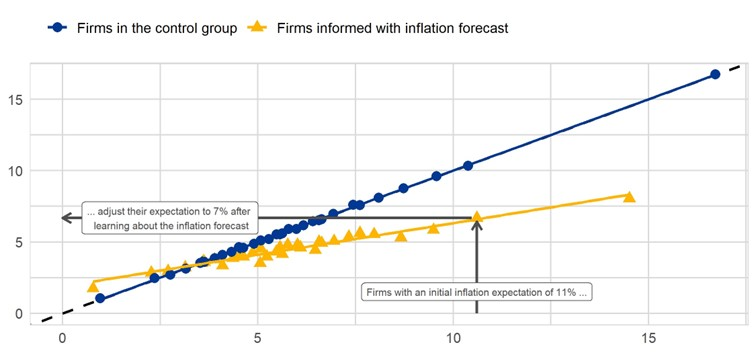 Firms in the control group Firms informed with inflation forecast
15
10
... adjust their expectation to 7% after
learning about the inflation forecast
5
Firms with an initial inflation expectation of 11% ...
0
0 5 10 15